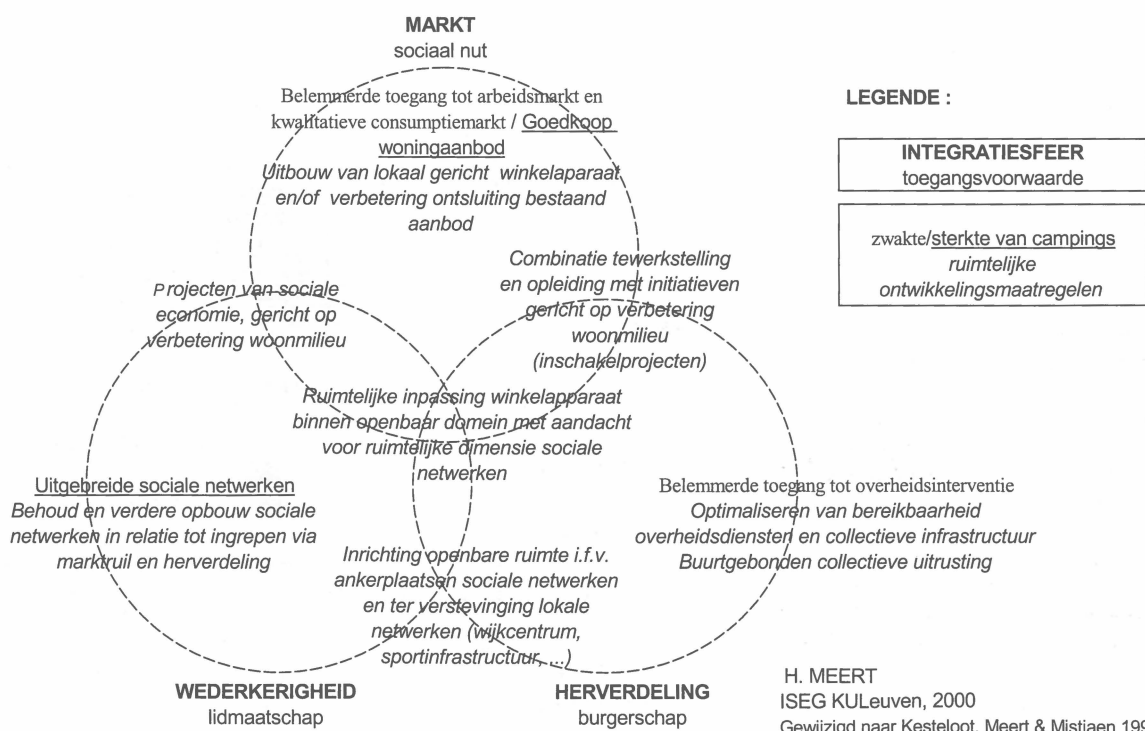 MARKT
sociaal nut
Belemmerde toegang tot arbeidsmarkt en
kwalitatieve consumptiemarkt / Goedkoop
woningaanbod
Uitbouw van lokaal gericht winkelaparaat
en/of verbetering ontsluiting bestaand
aanbod
LEGENDE :
INTEGRATIESFEER
toegangsvoorwaarde
zwakte/sterkte van campings
ruimtelijke
ontwikkelingsmaatregelen
Projecten van sociale
economie, gericht op
verbetering woonmilieu
Combinatie tewerkstelling
en opleiding met initiatieven
gericht op verbetering
woonmilieu
(inschakelprojecten)
Ruimtelijke inpassing winkelapparaat
binnen openbaar domein met aandacht
voor ruimtelijke dimensie sociale
netwerken
Uitgebreide sociale netwerken
Behoud en verdere opbouw sociale
netwerken in relatie tot ingrepen via
marktruil en herverdeling
Belemmerde toegang tot overheidsinterventie
Optimaliseren van bereikbaarheid
overheidsdiensten en collectieve infrastructuur
Buurtgebonden collectieve uitrusting
Inrichting openbare ruimte i.f.v.
ankerplaatsen sociale netwerken
en ter versteviging lokale
netwerken (wijkcentrum,
sportinfrastructuur, ...)
WEDERKERIGHEID
lidmaatschap
HERVERDELING
burgerschap
H. MEERT
ISEG KULeuven, 2000
Gewijzigd naar Kesteloot, Meert & Mistiaen 199